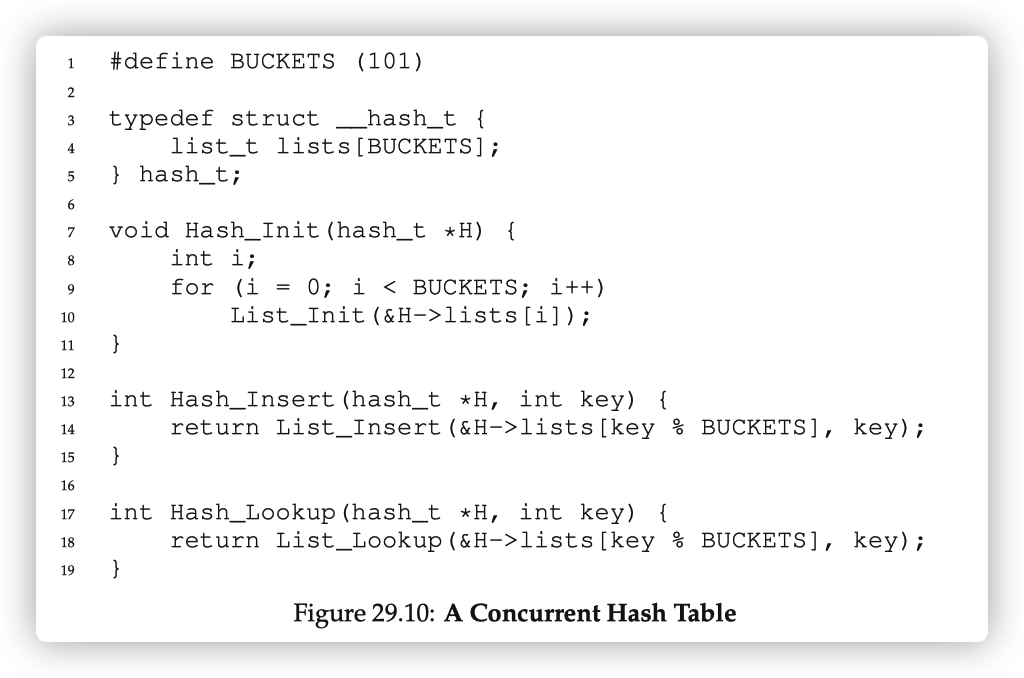 1 #define BUCKETS (101)
2
3 typedef struct __hash_t {
4     list_t lists[BUCKETS];
5 } hash_t;
6
7 void Hash_Init(hash_t *H) {
8     int i;
9     for (i = 0; i < BUCKETS; i++)
10         List_Init(&H->lists[i]);
11 }
12
13 int Hash_Insert(hash_t *H, int key) {
14     return List_Insert(&H->lists[key % BUCKETS], key);
15 }
16
17 int Hash_Lookup(hash_t *H, int key) {
18     return List_Lookup(&H->lists[key % BUCKETS], key);
19 }
Figure 29.10: A Concurrent Hash Table